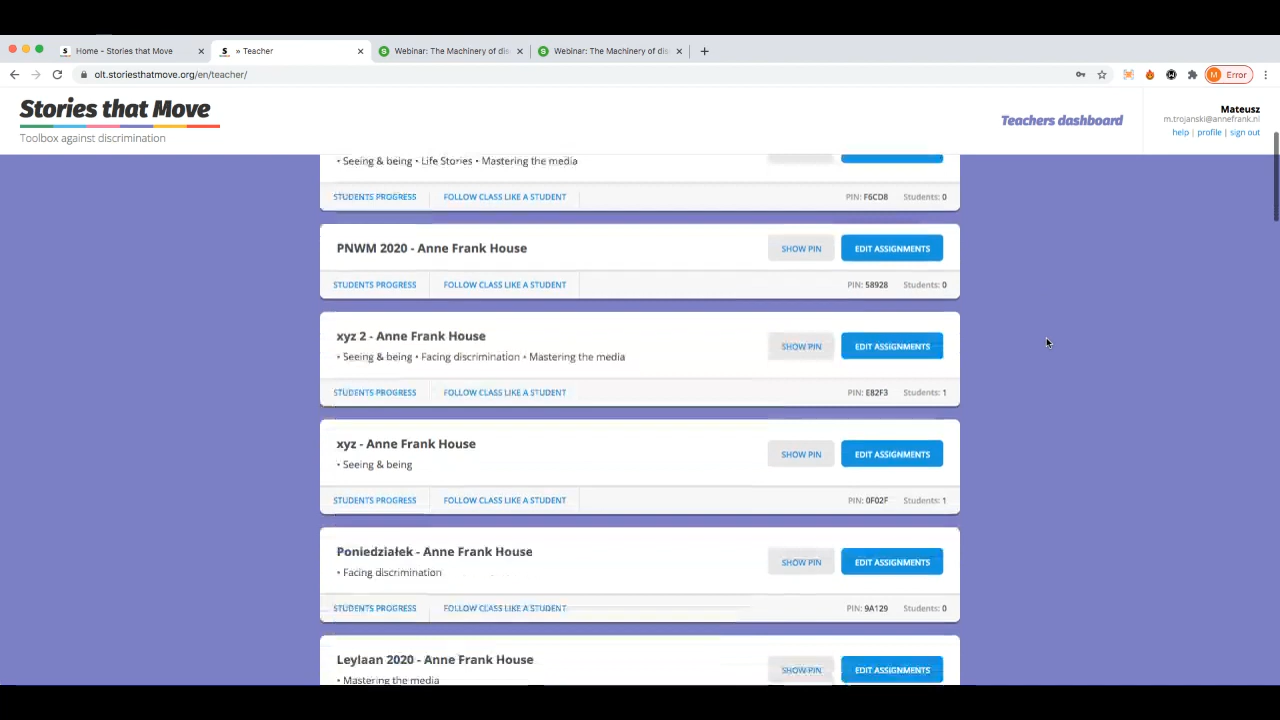 Home - Stories that Move
» Teacher
Webinar: The Machinery of dis
Webinar: The Machinery of dis
olt.storiesthatmove.org/en/teacher/
M Error
Stories that Move
Toolbox against discrimination
Teachers dashboard
Mateusz
m.trojanski@annefrank.nl
help | profile | sign out
• Seeing & being • Life Stories • Mastering the media
STUDENTS PROGRESS FOLLOW CLASS LIKE A STUDENT PIN: F6CD8 Students: 0
PNWM 2020 - Anne Frank House SHOW PIN EDIT ASSIGNMENTS
STUDENTS PROGRESS FOLLOW CLASS LIKE A STUDENT PIN: 58928 Students: 0
xyz 2 - Anne Frank House SHOW PIN EDIT ASSIGNMENTS
• Seeing & being • Facing discrimination • Mastering the media
STUDENTS PROGRESS FOLLOW CLASS LIKE A STUDENT PIN: E82F3 Students: 1
xyz - Anne Frank House SHOW PIN EDIT ASSIGNMENTS
• Seeing & being
STUDENTS PROGRESS FOLLOW CLASS LIKE A STUDENT PIN: 0F02F Students: 1
Poniedziałek - Anne Frank House SHOW PIN EDIT ASSIGNMENTS
• Facing discrimination
STUDENTS PROGRESS FOLLOW CLASS LIKE A STUDENT PIN: 9A129 Students: 0
Leylaan 2020 - Anne Frank House SHOW PIN EDIT ASSIGNMENTS
• Mastering the media